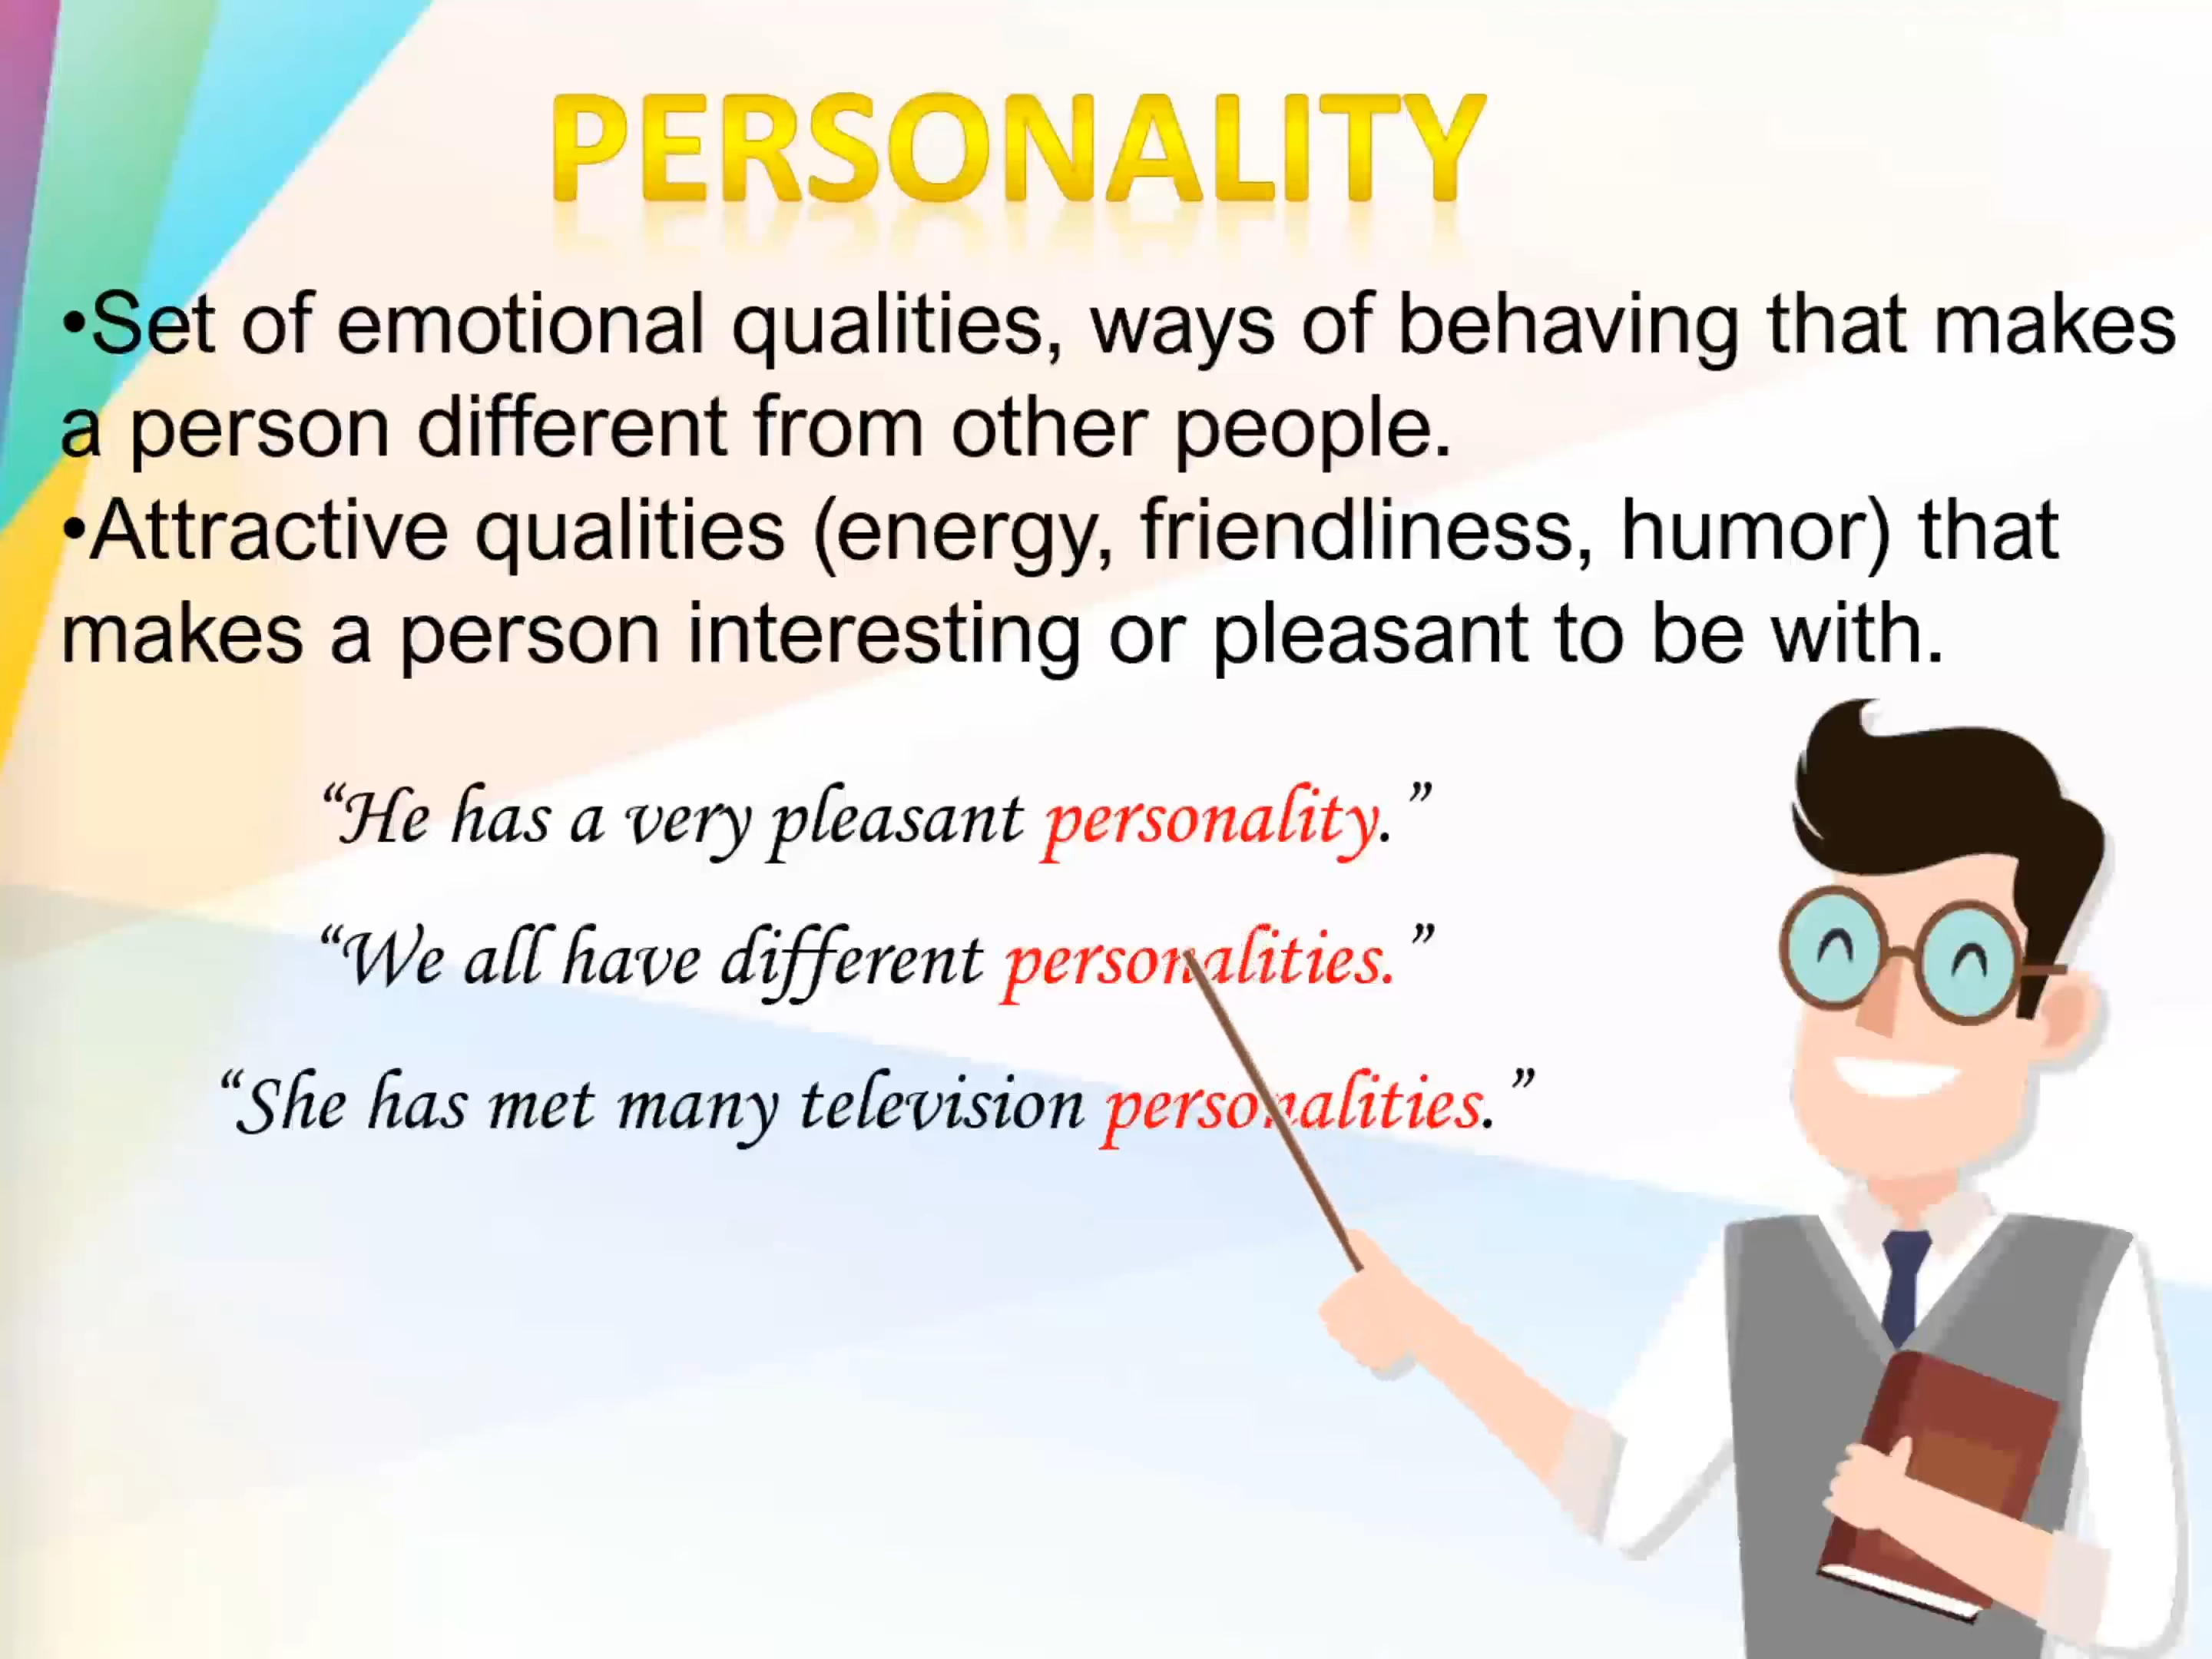 PERSONALITY
•Set of emotional qualities, ways of behaving that makes
a person different from other people.
•Attractive qualities (energy, friendliness, humor) that
makes a person interesting or pleasant to be with.
“He has a very pleasant personality.”
“We all have different personalities.”
“She has met many television personalities.”